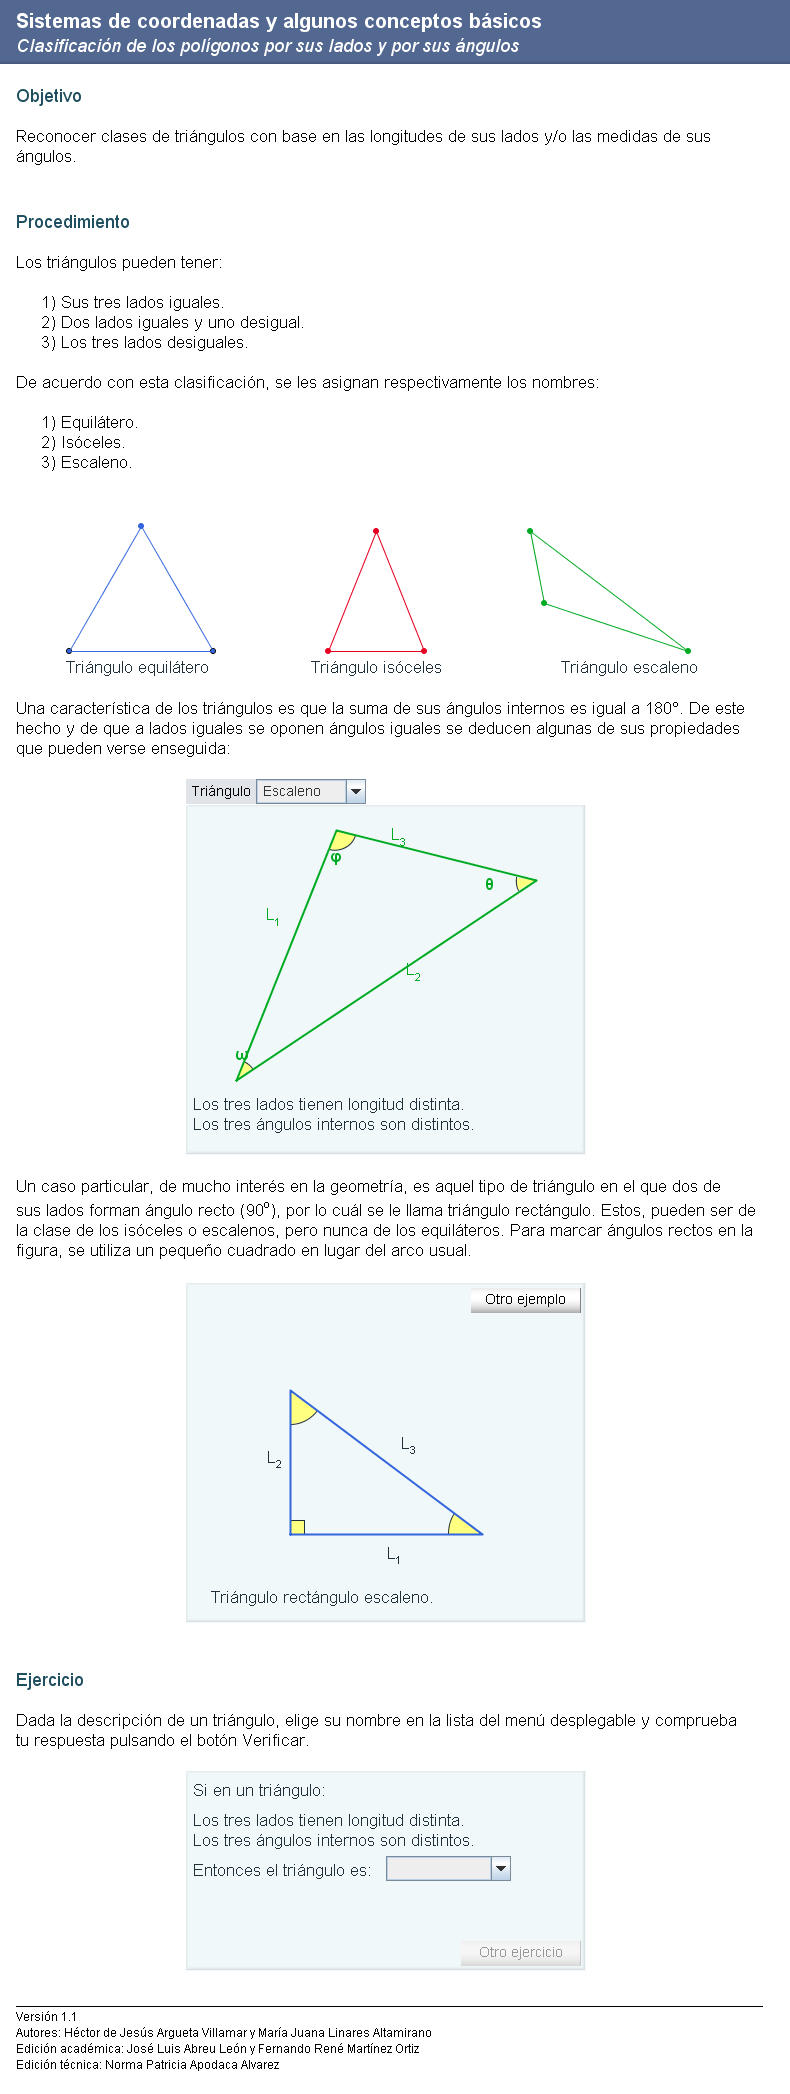 Sistemas de coordenadas y algunos conceptos básicos
Clasificación de los polígonos por sus lados y por sus ángulos
Objetivo
Reconocer clases de triángulos con base en las longitudes de sus lados y/o las medidas de sus
ángulos.
Procedimiento
Los triángulos pueden tener:
1) Sus tres lados iguales.
2) Dos lados iguales y uno desigual.
3) Los tres lados desiguales.
De acuerdo con esta clasificación, se les asignan respectivamente los nombres:
1) Equilátero.
2) Isóceles.
3) Escaleno.
Triángulo equilátero
Triángulo isóceles
Triángulo escaleno
Una característica de los triángulos es que la suma de sus ángulos internos es igual a 180°. De este
hecho y de que a lados iguales se oponen ángulos iguales se deducen algunas de sus propiedades
que pueden verse enseguida:
Triángulo Escaleno
L3
φ
θ
L1
L2
ω
Los tres lados tienen longitud distinta.
Los tres ángulos internos son distintos.
Un caso particular, de mucho interés en la geometría, es aquel tipo de triángulo en el que dos de
sus lados forman ángulo recto (90º), por lo cuál se le llama triángulo rectángulo. Estos, pueden ser de
la clase de los isóceles o escalenos, pero nunca de los equiláteros. Para marcar ángulos rectos en la
figura, se utiliza un pequeño cuadrado en lugar del arco usual.
Otro ejemplo
L3
L2
L1
Triángulo rectángulo escaleno.
Ejercicio
Dada la descripción de un triángulo, elige su nombre en la lista del menú desplegable y comprueba
tu respuesta pulsando el botón Verificar.
Si en un triángulo:
Los tres lados tienen longitud distinta.
Los tres ángulos internos son distintos.
Entonces el triángulo es:
Otro ejercicio
Versión 1.1
Autores: Héctor de Jesús Argueta Villamar y María Juana Linares Altamirano
Edición académica: José Luis Abreu León y Fernando René Martínez Ortiz
Edición técnica: Norma Patricia Apodaca Alvarez